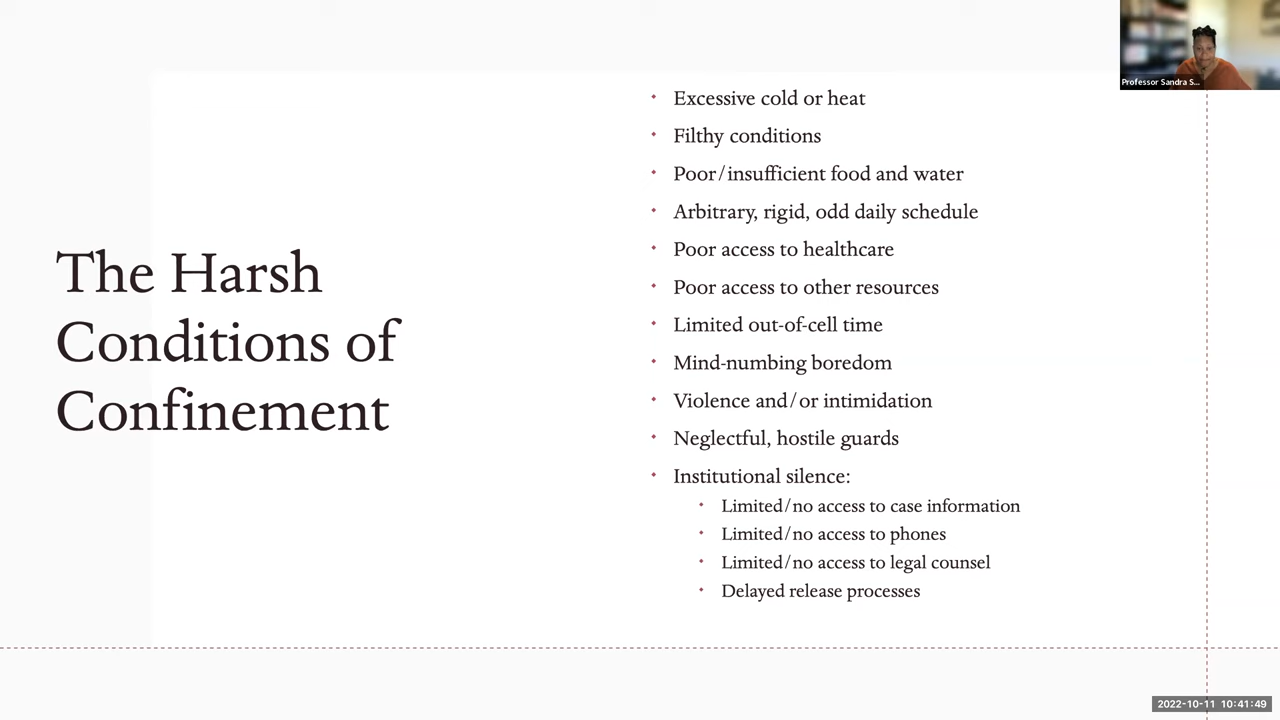 Professor Sandra S...
Excessive cold or heat
Filthy conditions
Poor/insufficient food and water
Arbitrary, rigid, odd daily schedule
Poor access to healthcare
Poor access to other resources
Limited out-of-cell time
Mind-numbing boredom
Violence and/or intimidation
Neglectful, hostile guards
Institutional silence:
Limited/no access to case information
Limited/no access to phones
Limited/no access to legal counsel
Delayed release processes
The Harsh
Conditions of
Confinement
2022-10-11 10:41:49